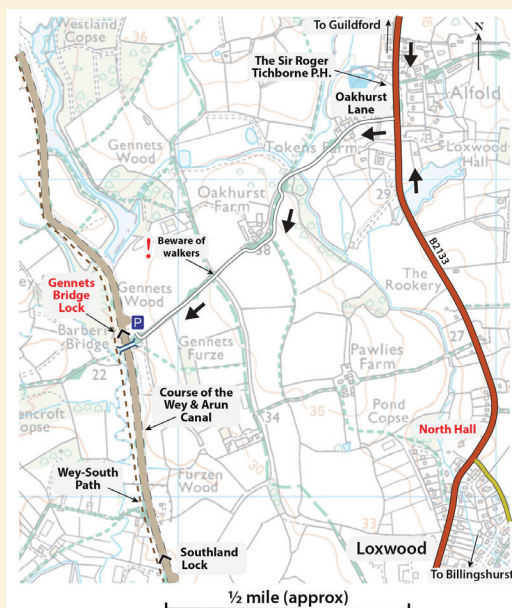 To Guildford
N
Westland
Copse
36
The Sir Roger
Tichborne P.H.
Oakhurst
Lane
Alfold
Gennets
Wood
Tokens Farm
Loxwood
Hall
Oakhurst
Farm
29
B2133
! Beware of
walkers
38
The
Rookery
Gennets
Bridge
Lock
Gennets
Wood
P
Barberry
Bridge
27
22
Gennets
Furze
Pawlies
Farm
Course of the
Wey & Arun
Canal
35
Pond
Copse
34
North Hall
Wey-South
Path
30
Furzen
Wood
33
Southland
Lock
Loxwood
To Billingshurst
½ mile (approx)